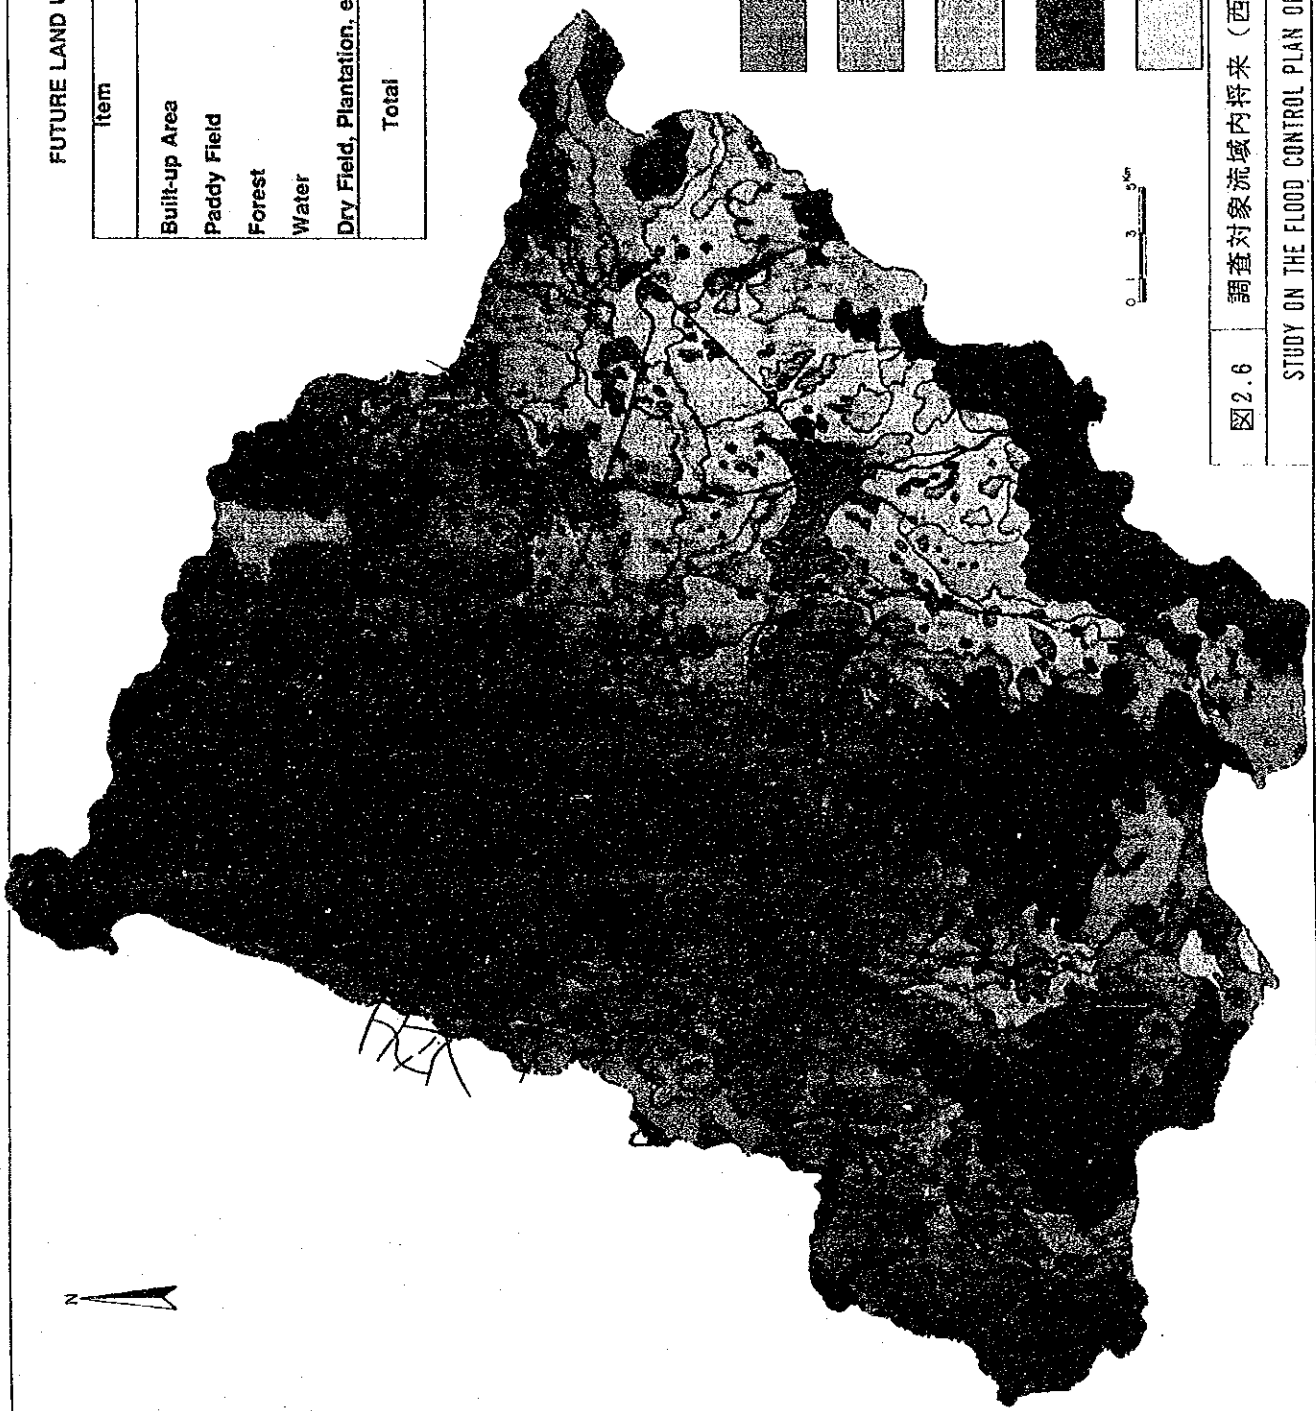 FUTURE LAND
Item
Built-up Area
Paddy Field
Forest
Water
Dry Field, Plantation, e
Total
N
0 1 3 5Km
図2.6 調査対象流域内将来（西
STUDY ON THE FLOOD CONTROL PLAN OF